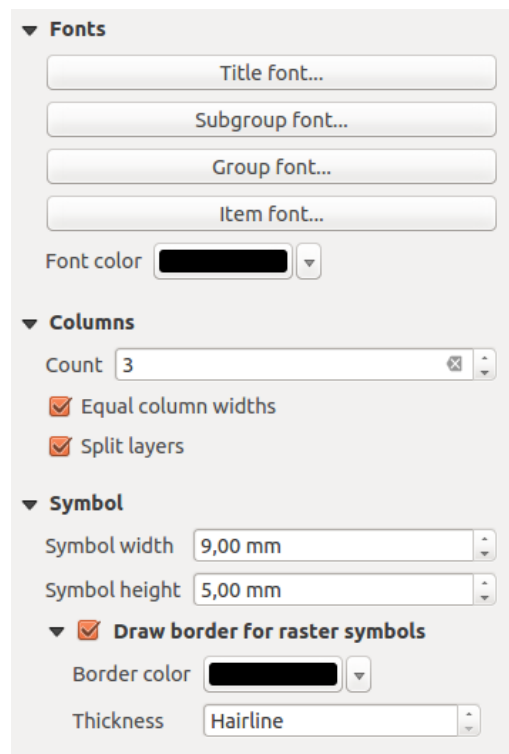 Fonts
Title font...
Subgroup font...
Group font...
Item font...
Font color
Columns
Count 3
Equal column widths
Split layers
Symbol
Symbol width 9,00 mm
Symbol height 5,00 mm
Draw border for raster symbols
Border color
Thickness Hairline